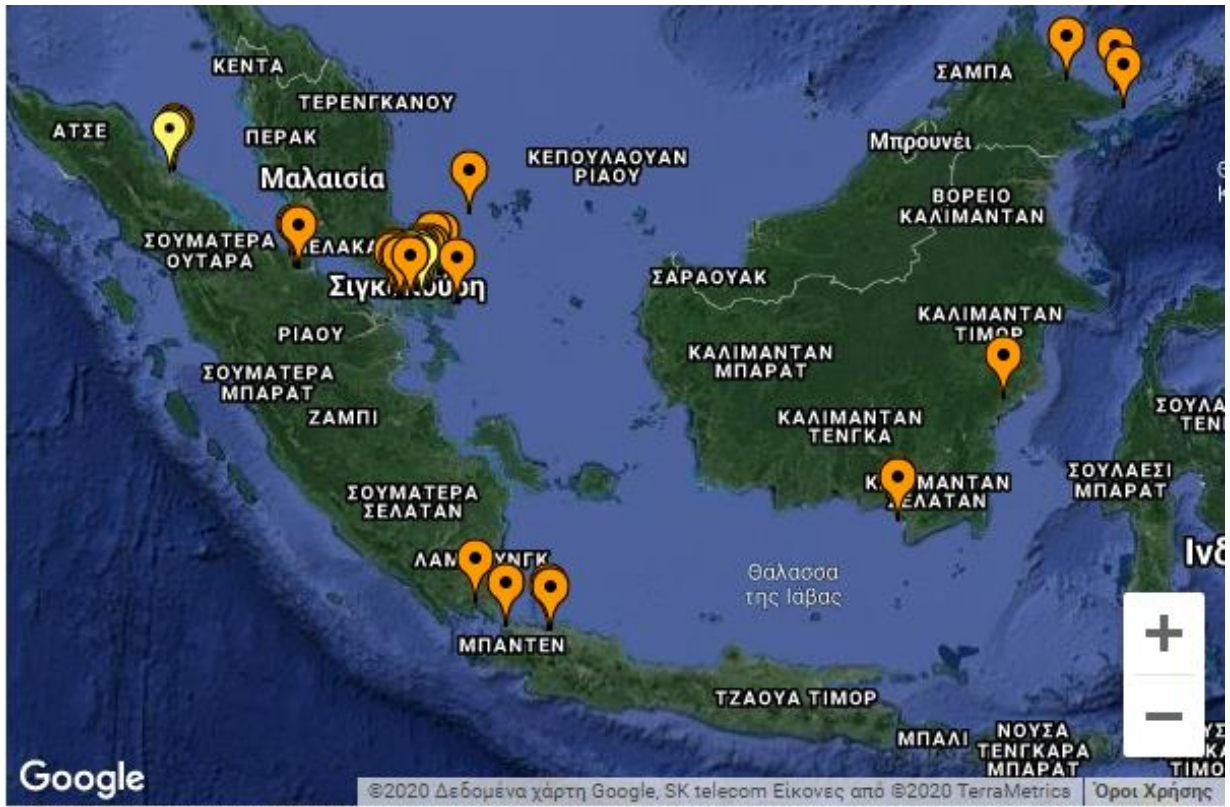 ΚΕΝΤΑ
ΤΕΡΕΝΓΚΑΝΟΥ
ΣΑΜΠΑ
ΑΤΣΕ
ΠΕΡΑΚ
Μπρουνέι
Μαλαισία
ΚΕΠΟΥΛΑΟΥΑΝ
ΡΙΑΟΥ
ΒΟΡΕΙΟ
ΚΑΛΙΜΑΝΤΑΝ
ΣΟΥΜΑΤΕΡΑ
ΟΥΤΑΡΑ
ΣΑΡΑΟΥΑΚ
ΡΙΑΟΥ
ΚΑΛΙΜΑΝΤΑΝ
ΤΙΜΟΡ
ΚΑΛΙΜΑΝΤΑΝ
ΜΠΑΡΑΤ
ΣΟΥΜΑΤΕΡΑ
ΜΠΑΡΑΤ
ΖΑΜΠΙ
ΚΑΛΙΜΑΝΤΑΝ
ΤΕΝΓΚΑ
ΣΟΥΛΑΕΣΙ
ΜΠΑΡΑΤ
ΣΟΥΜΑΤΕΡΑ
ΣΕΛΑΤΑΝ
Θάλασσα
της Ιάβας
ΜΠΑΝΤΕΝ
ΤΖΑΟΥΑ ΤΙΜΟΡ
ΜΠΑΛΙ
ΝΟΥΣΑ
ΤΕΝΓΚΑΡΑ
ΜΠΑΡΑΤ
+
−
Google
©2020 Δεδομένα χάρτη Google, SK telecom Εικόνες από ©2020 TerraMetrics
Όροι Χρήσης